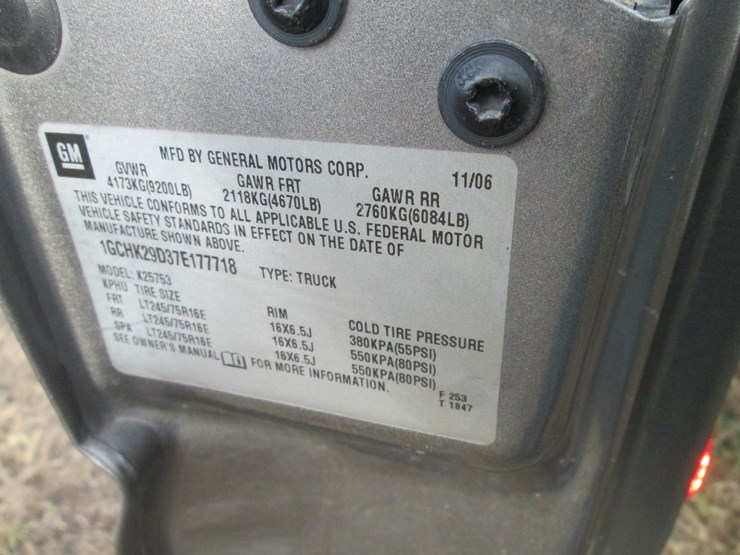 GM
MFD BY GENERAL MOTORS CORP. 11/06
GVWR GAWR FRT GAWR RR
4173KG(9200LB) 2118KG(4670LB) 2760KG(6084LB)
THIS VEHICLE CONFORMS TO ALL APPLICABLE U.S. FEDERAL MOTOR
VEHICLE SAFETY STANDARDS IN EFFECT ON THE DATE OF
MANUFACTURE SHOWN ABOVE.
1GCHK29D37E177718 TYPE: TRUCK
MODEL: K25753
KPHU TIRE SIZE RIM COLD TIRE PRESSURE
FRT LT245/75R16E 16X6.5J 380KPA(55PSI)
RR LT245/75R16E 16X6.5J 550KPA(80PSI)
SPA LT245/75R16E 16X6.5J 550KPA(80PSI)
SEE OWNER'S MANUAL FOR MORE INFORMATION.
F 253
T 1847